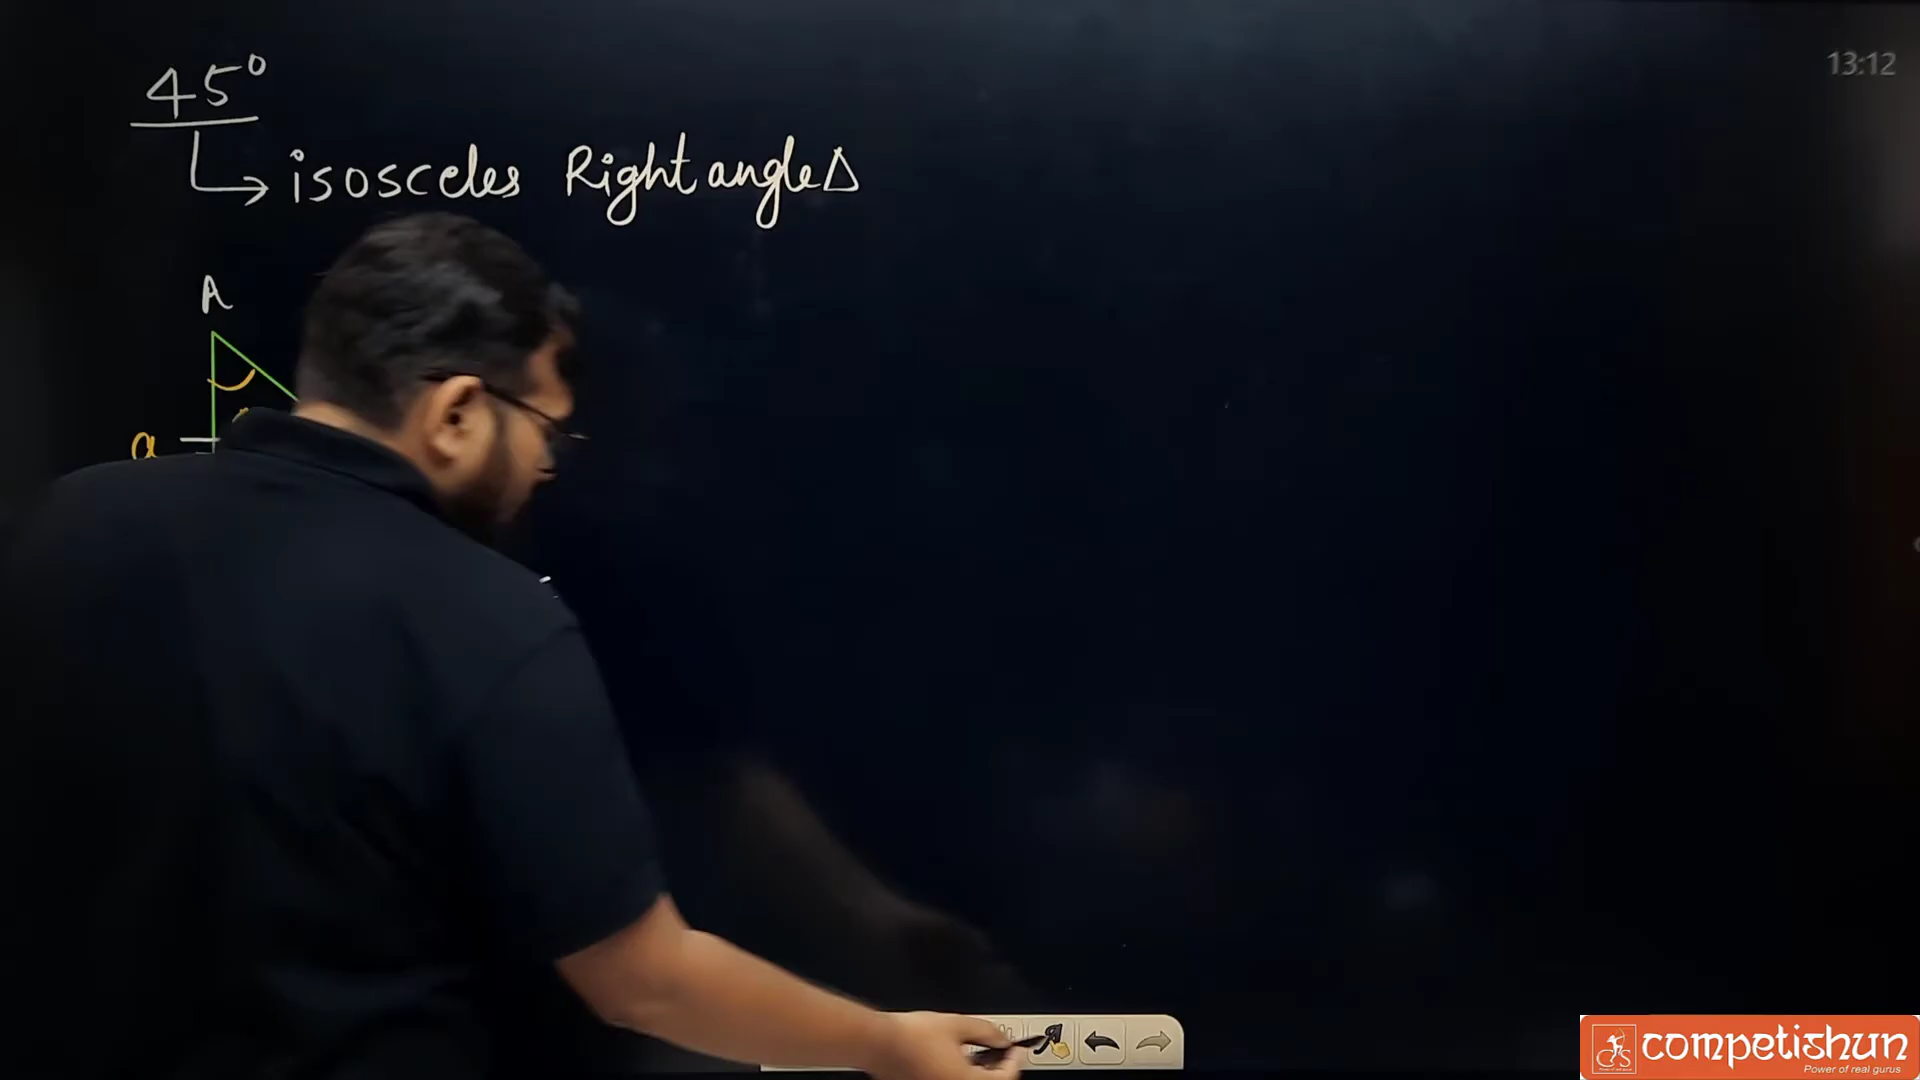 45°
13:12
isosceles Right angle Δ
A
a
competishun
Power of real gurus